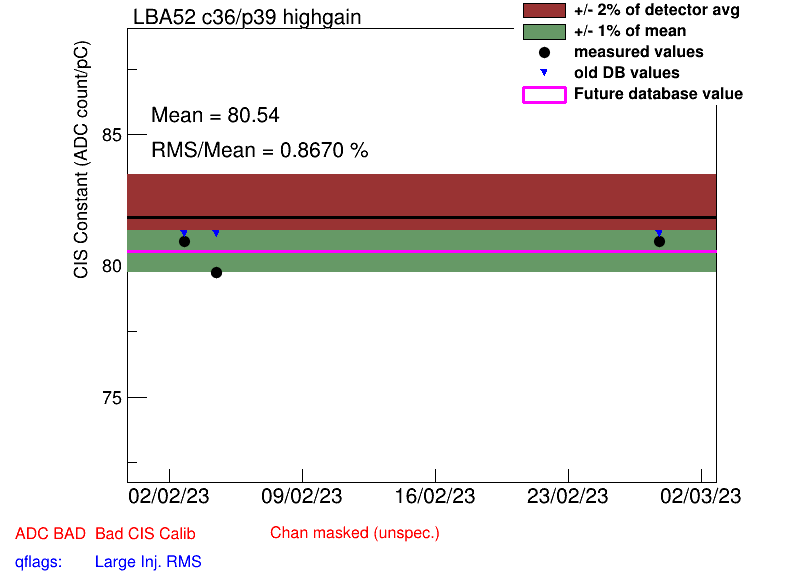 LBA52 c36/p39 highgain
+/- 2% of detector avg
+/- 1% of mean
measured values
old DB values
Future database value
Mean = 80.54
RMS/Mean = 0.8670 %
CIS Constant (ADC count/pC)
85
80
75
02/02/23 09/02/23 16/02/23 23/02/23 02/03/23
ADC BAD Bad CIS Calib Chan masked (unspec.)
qflags: Large Inj. RMS